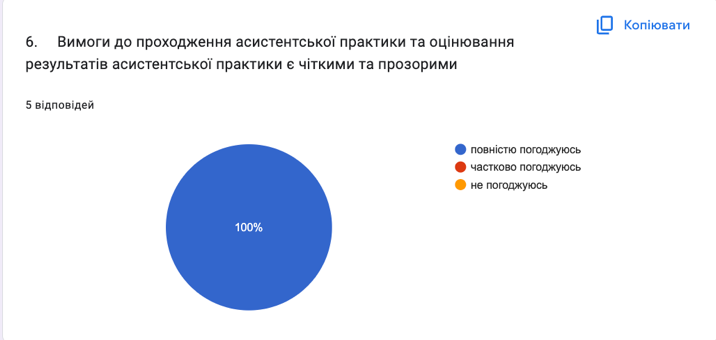 Копіювати
6. Вимоги до проходження асистентської практики та оцінювання
результатів асистентської практики є чіткими та прозорими
5 відповідей
100%
повністю погоджуюсь
частково погоджуюсь
не погоджуюсь